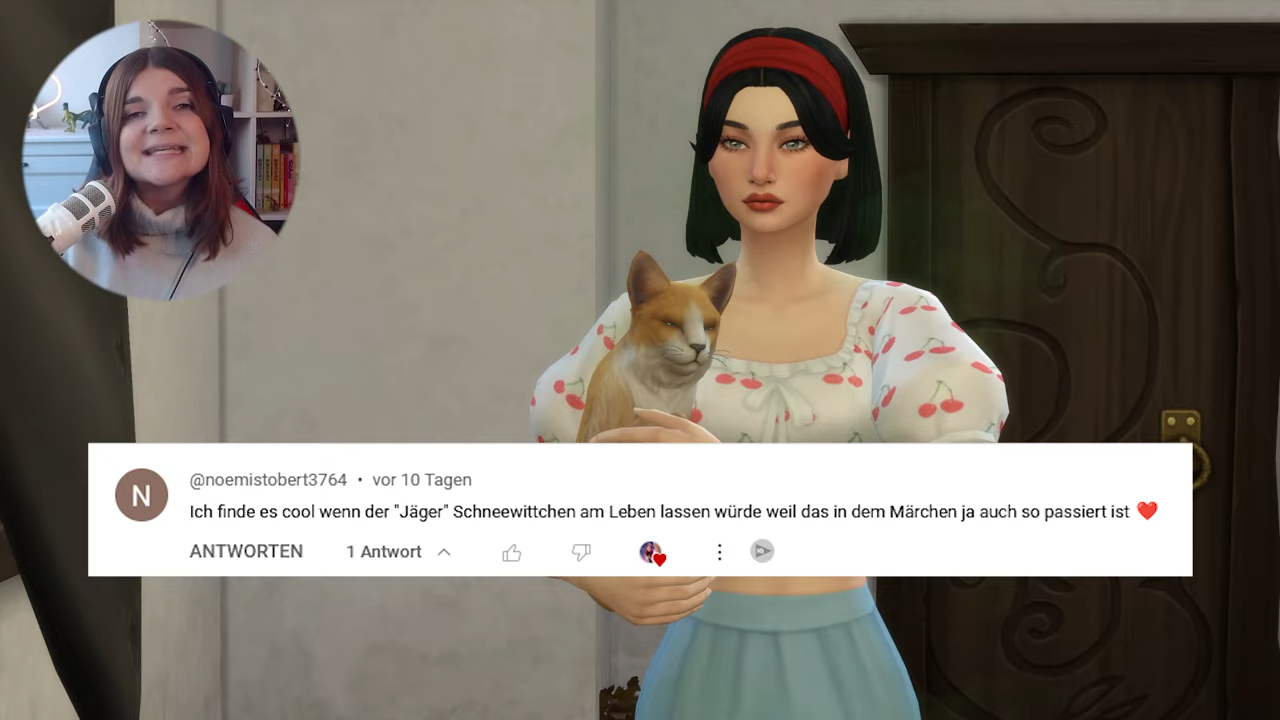 N
@noemistobert3764 • vor 10 Tagen
Ich finde es cool wenn der "Jäger" Schneewittchen am Leben lassen würde weil das in dem Märchen ja auch so passiert ist ❤️
ANTWORTEN 1 Antwort